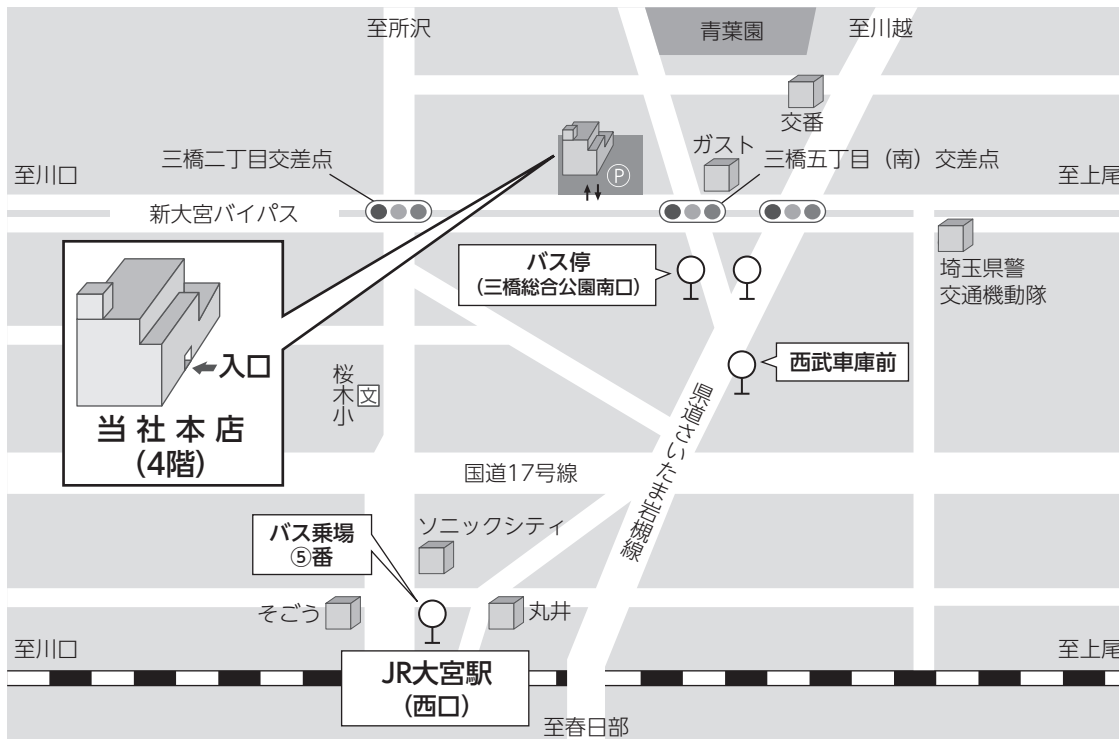 至所沢
青葉園
至川越
交番
ガスト
三橋二丁目交差点
三橋五丁目（南）交差点
至川口
至上尾
P
新大宮バイパス
バス停
(三橋総合公園南口)
埼玉県警
交通機動隊
入口
当社本店
(4階)
桜木小
文
西武車庫前
県道さいたま岩槻線
国道17号線
バス乗場
⑤番
ソニックシティ
そごう
丸井
至川口
至上尾
JR大宮駅
(西口)
至春日部